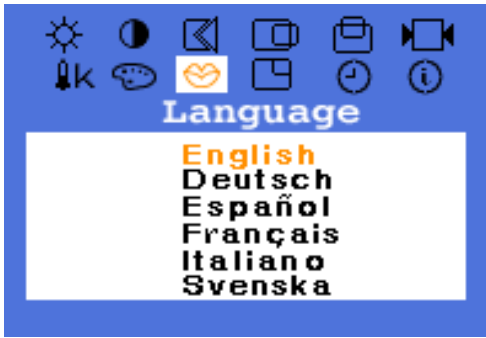 K
Language
English
Deutsch
Español
Français
Italiano
Svenska